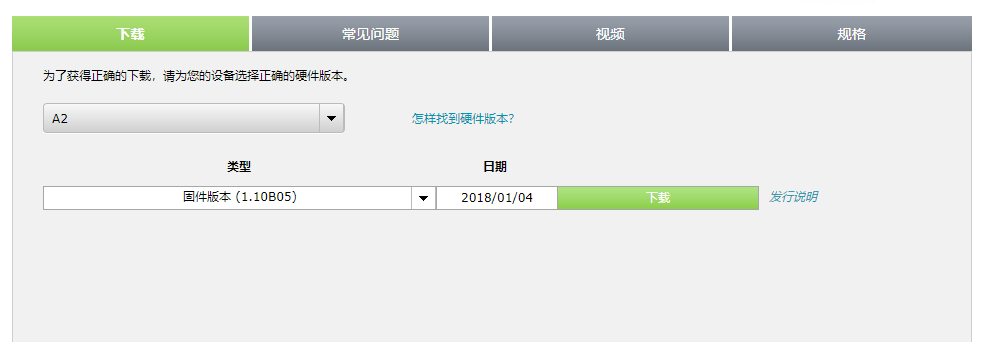 下载 常见问题 视频 规格
为了获得正确的下载，请为您的设备选择正确的硬件版本。
A2 怎样找到硬件版本？
类型 日期
固件版本 (1.10B05) 2018/01/04 下载 发行说明